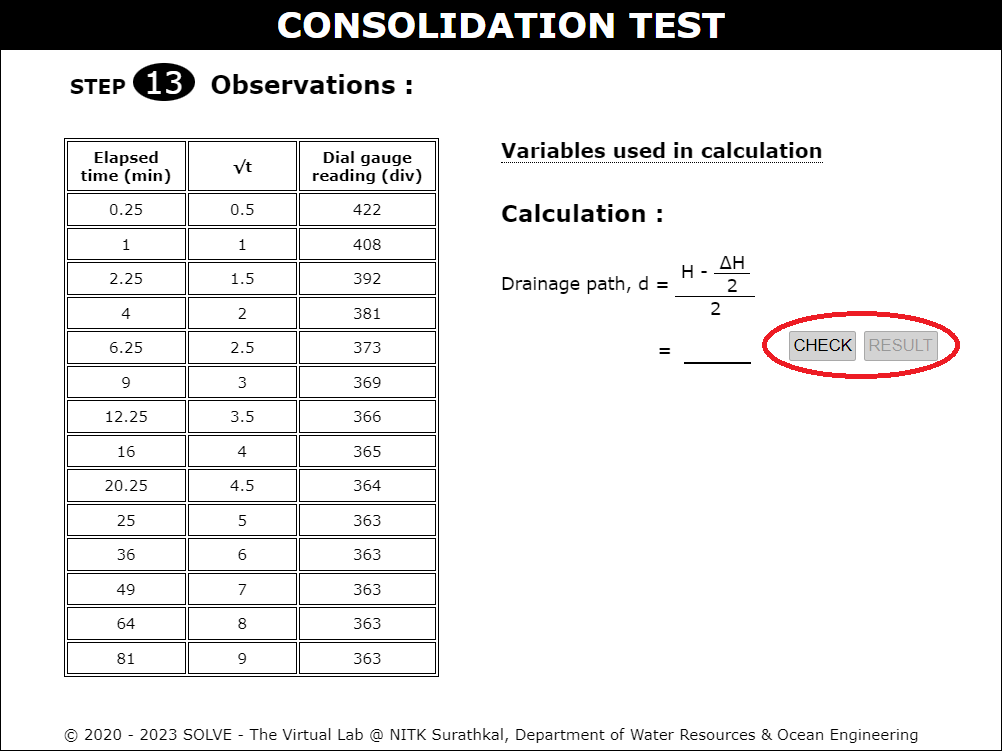 CONSOLIDATION TEST
STEP 13 Observations :
Elapsed time (min) √t Dial gauge reading (div)
0.25 0.5 422
1 1 408
2.25 1.5 392
4 2 381
6.25 2.5 373
9 3 369
12.25 3.5 366
16 4 365
20.25 4.5 364
25 5 363
36 6 363
49 7 363
64 8 363
81 9 363
Variables used in calculation
Calculation :
Drainage path, d =
H - ΔH
2
2
= CHECK RESULT
© 2020 - 2023 SOLVE - The Virtual Lab @ NITK Surathkal, Department of Water Resources & Ocean Engineering